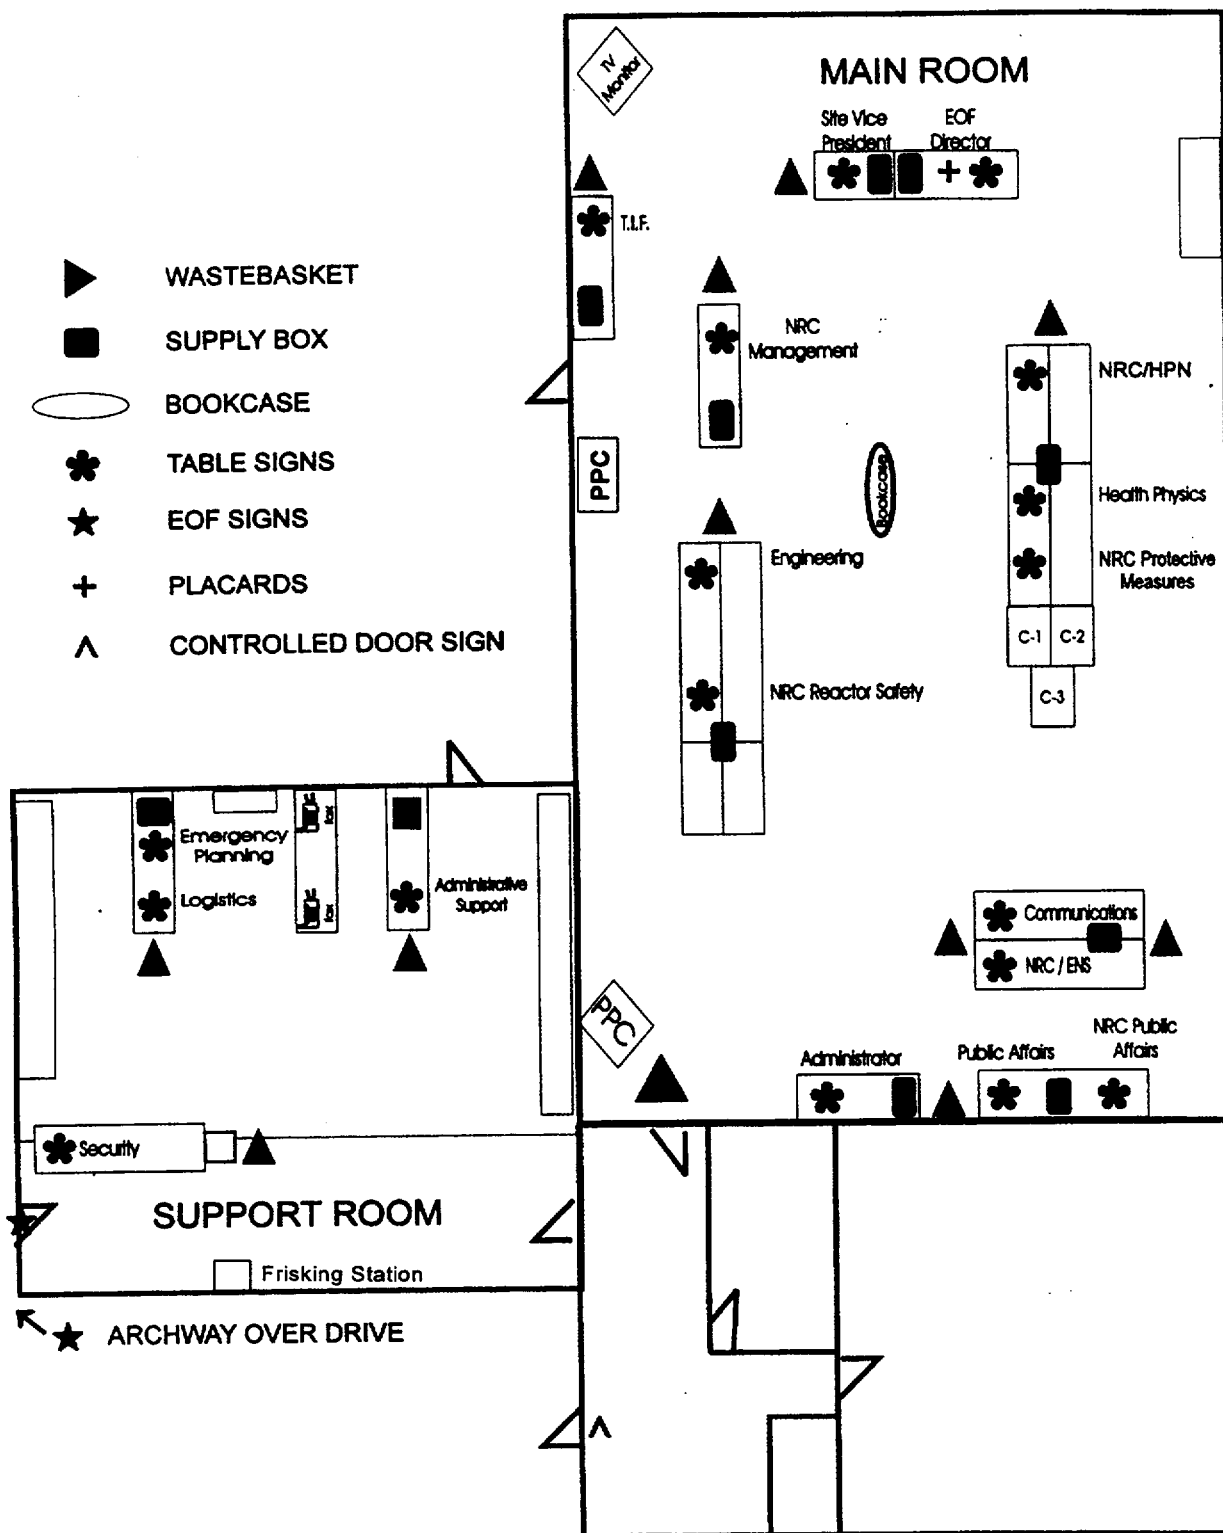 TV
Monitor
MAIN ROOM
Site Vice
President
EOF
Director
T.I.F.
WASTEBASKET
SUPPLY BOX
BOOKCASE
TABLE SIGNS
EOF SIGNS
PLACARDS
CONTROLLED DOOR SIGN
NRC
Management
NRC/HPN
PPC
Bookcase
Health Physics
NRC Protective
Measures
Engineering
C-1
C-2
C-3
NRC Reactor Safety
Emergency
Planning
Logistics
fax
fax
Administrative
Support
Communications
NRC / ENS
PPC
Administrator
Public Affairs
NRC Public
Affairs
Security
SUPPORT ROOM
Frisking Station
ARCHWAY OVER DRIVE